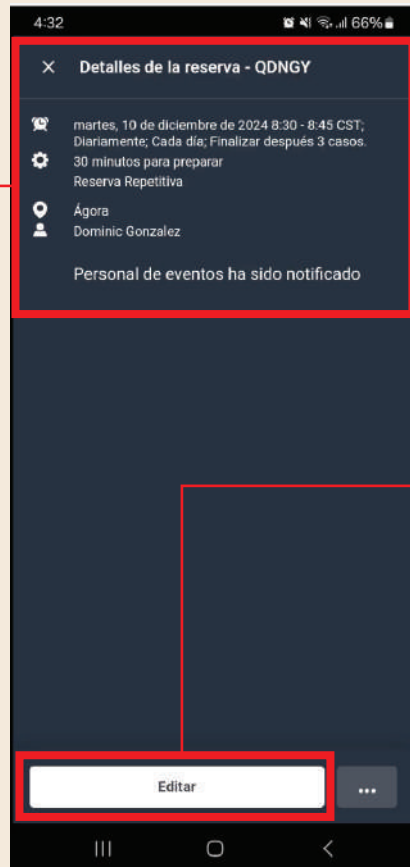 4:32
66%
Detalles de la reserva - QDNGY
martes, 10 de diciembre de 2024 8:30 - 8:45 CST;
Diariamente; Cada día; Finalizar después 3 casos.
30 minutos para preparar
Reserva Repetitiva
Ágora
Dominic Gonzalez
Personal de eventos ha sido notificado
Editar
...